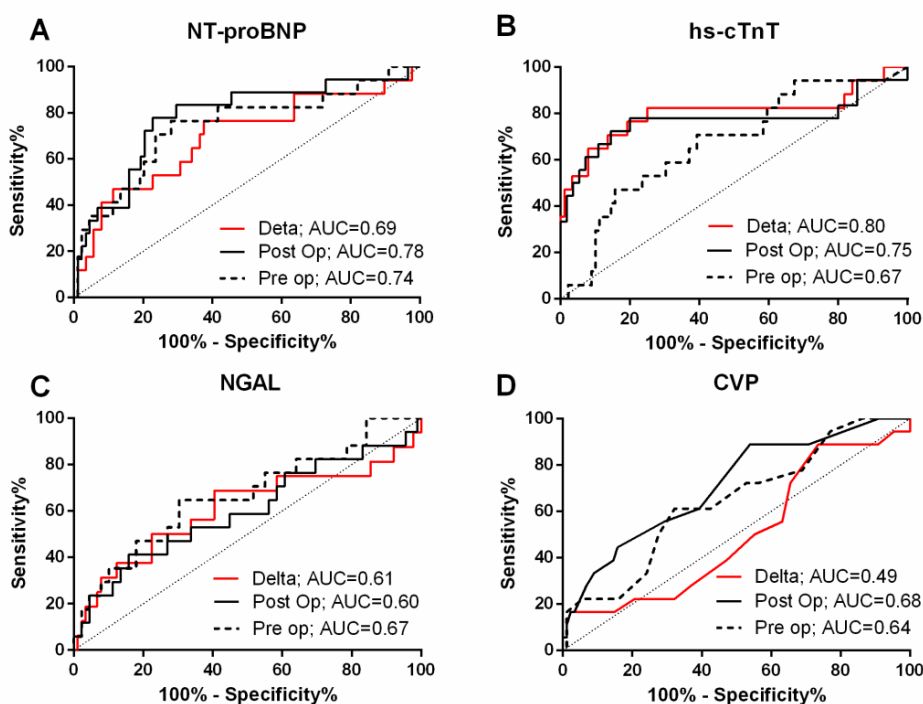 A
NT-proBNP
100
80
60
40
20
0
Sensitivity%
Deta; AUC=0.69
Post Op; AUC=0.78
Pre op; AUC=0.74
0 20 40 60 80 100
100% - Specificity%
B
hs-cTnT
100
80
60
40
20
0
Sensitivity%
Deta; AUC=0.80
Post Op; AUC=0.75
Pre op; AUC=0.67
0 20 40 60 80 100
100% - Specificity%
C
NGAL
100
80
60
40
20
0
Sensitivity%
Delta; AUC=0.61
Post Op; AUC=0.60
Pre op; AUC=0.67
0 20 40 60 80 100
100% - Specificity%
D
CVP
100
80
60
40
20
0
Sensitivity%
Delta; AUC=0.49
Post Op; AUC=0.68
Pre op; AUC=0.64
0 20 40 60 80 100
100% - Specificity%